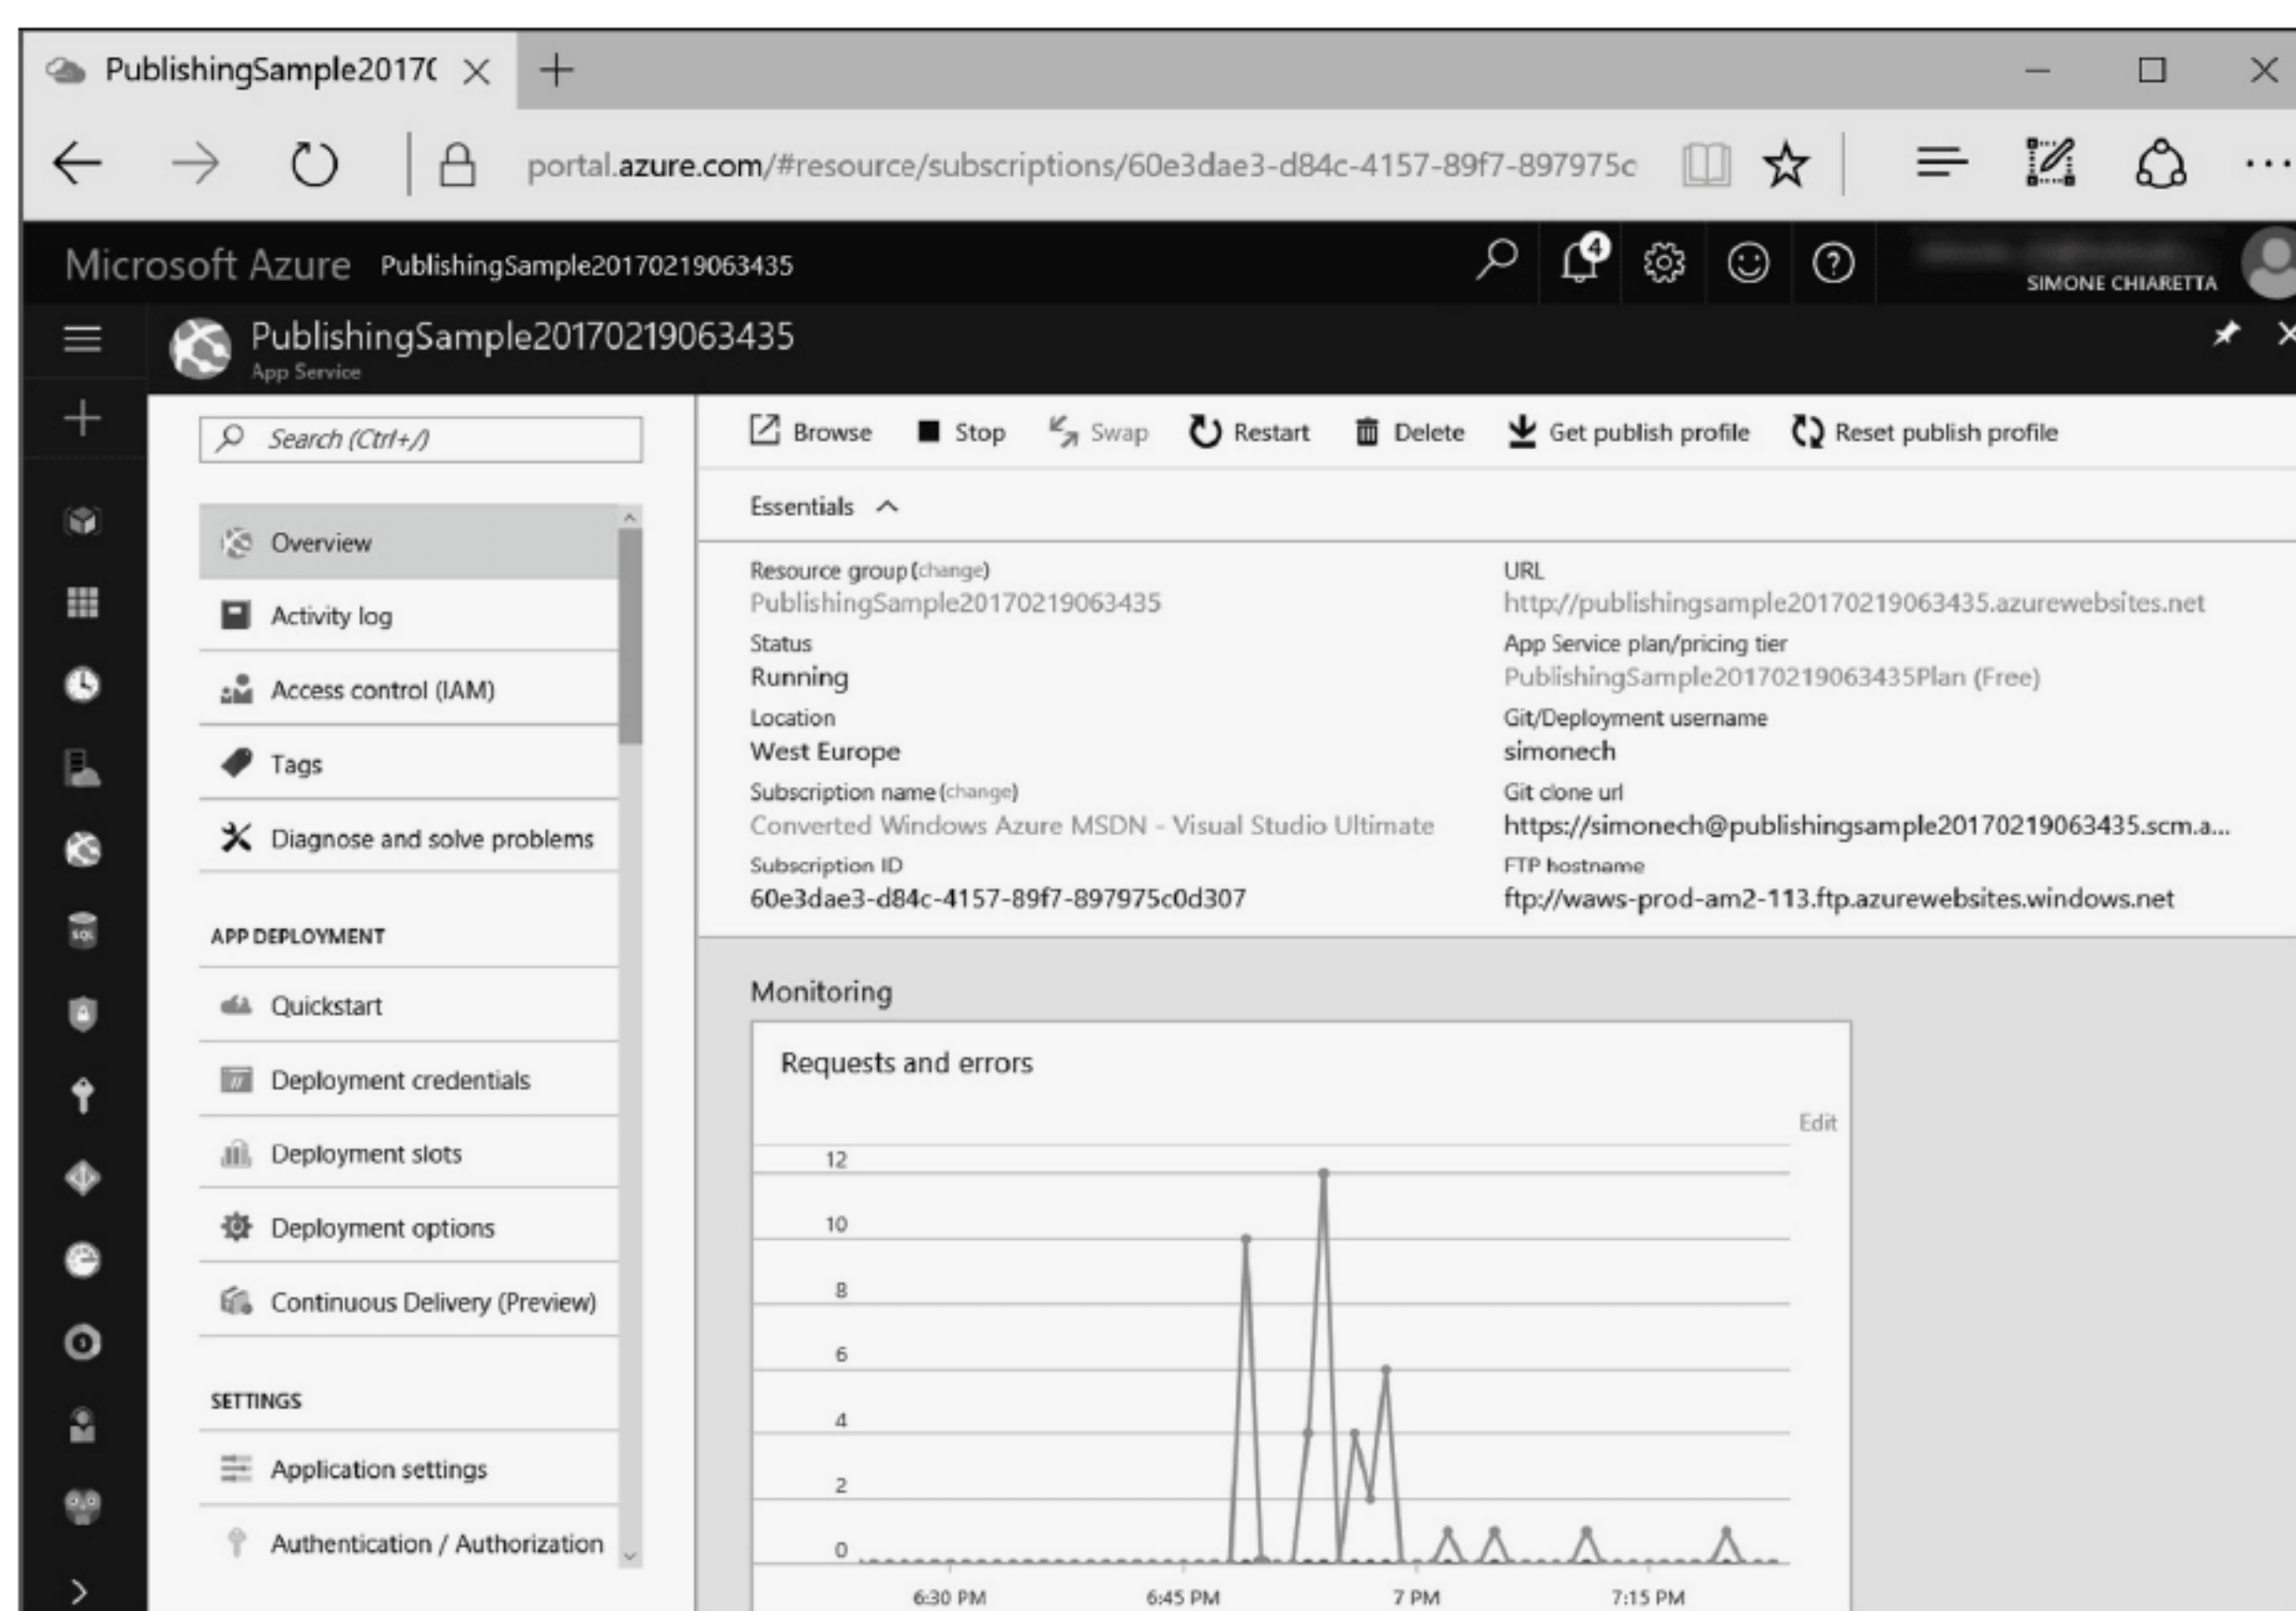 PublishingSample2017(
portal.azure.com/#resource/subscriptions/60e3dae3-d84c-4157-89f7-897975c
Microsoft Azure PublishingSample20170219063435
4
SIMONE CHIARETTA
PublishingSample20170219063435
App Service
Search (Ctrl+/)
Overview
Activity log
Access control (IAM)
Tags
Diagnose and solve problems
APP DEPLOYMENT
Quickstart
Deployment credentials
Deployment slots
Deployment options
Continuous Delivery (Preview)
SETTINGS
Application settings
Authentication / Authorization
SQL
Browse Stop Swap Restart Delete Get publish profile Reset publish profile
Essentials
Resource group (change)
PublishingSample20170219063435
Status
Running
Location
West Europe
Subscription name (change)
Converted Windows Azure MSDN - Visual Studio Ultimate
Subscription ID
60e3dae3-d84c-4157-89f7-897975c0d307
URL
http://publishingsample20170219063435.azurewebsites.net
App Service plan/pricing tier
PublishingSample20170219063435Plan (Free)
Git/Deployment username
simonech
Git clone url
https://simonech@publishingsample20170219063435.scm.a...
FTP hostname
ftp://waws-prod-am2-113.ftp.azurewebsites.windows.net
Monitoring
Requests and errors
Edit
12
10
8
6
4
2
0
6:30 PM 6:45 PM 7 PM 7:15 PM